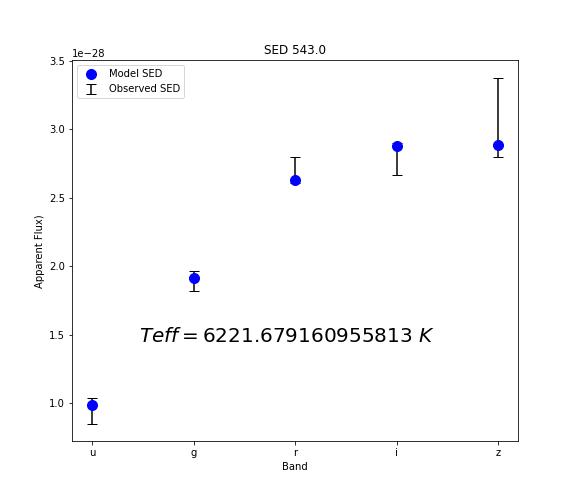 SED 543.0
1e−28
3.5
3.0
2.5
2.0
1.5
1.0
Apparent Flux)
Model SED
Observed SED
Teff = 6221.679160955813 K
u g r i z
Band